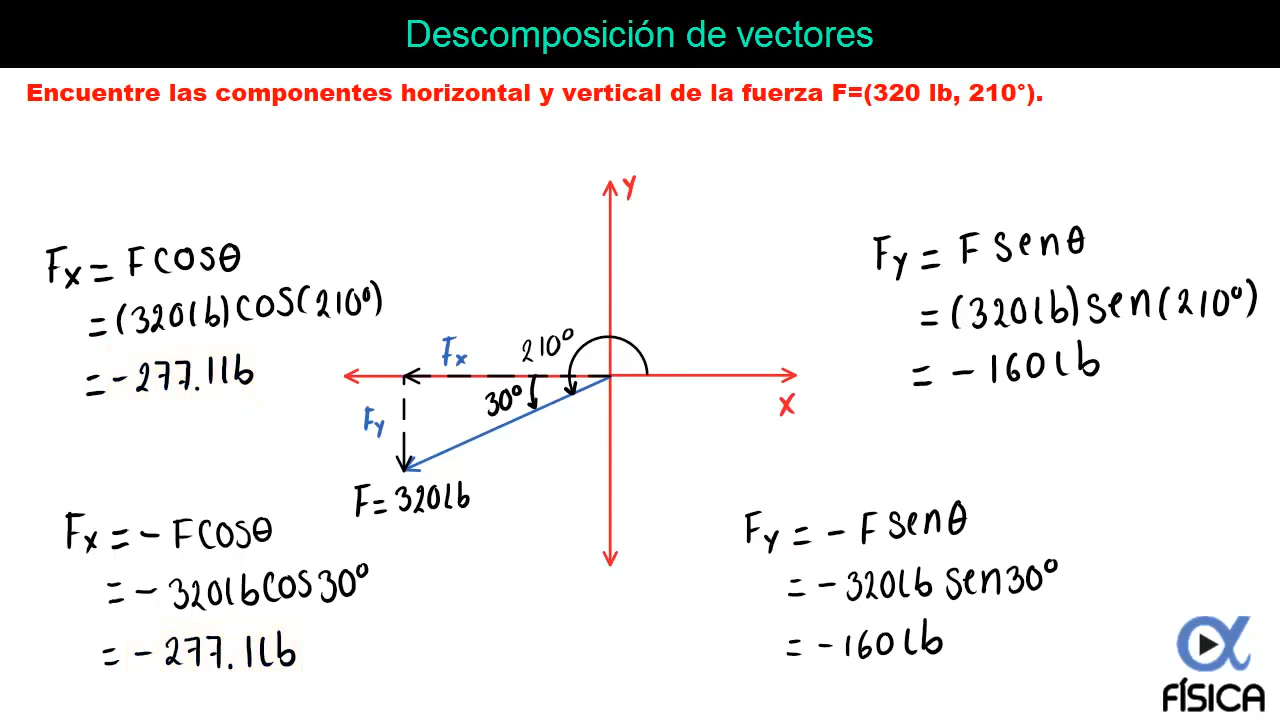 Descomposición de vectores
Encuentre las componentes horizontal y vertical de la fuerza F=(320 lb, 210°).
Fx = F cosθ
= (320lb) cos(210°)
= -277.1lb
Fy = F senθ
= (320lb) sen(210°)
= -160lb
Y
X
210°
30°
Fx
Fy
F = 320lb
Fx = - F cosθ
= - 320lb cos 30°
= - 277.1lb
Fy = - F senθ
= - 320lb sen 30°
= - 160lb
FÍSICA